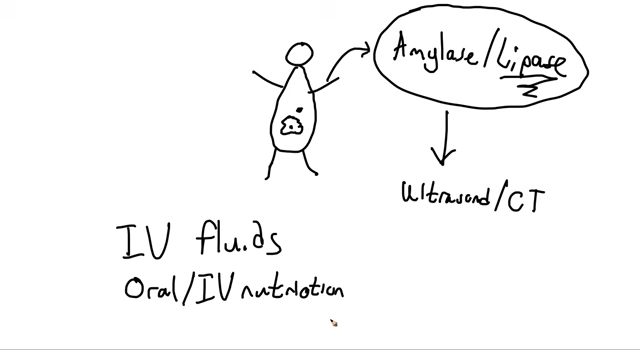 Amylase/Lipase
Ultrasound/CT
IV fluids
Oral/IV nutrition